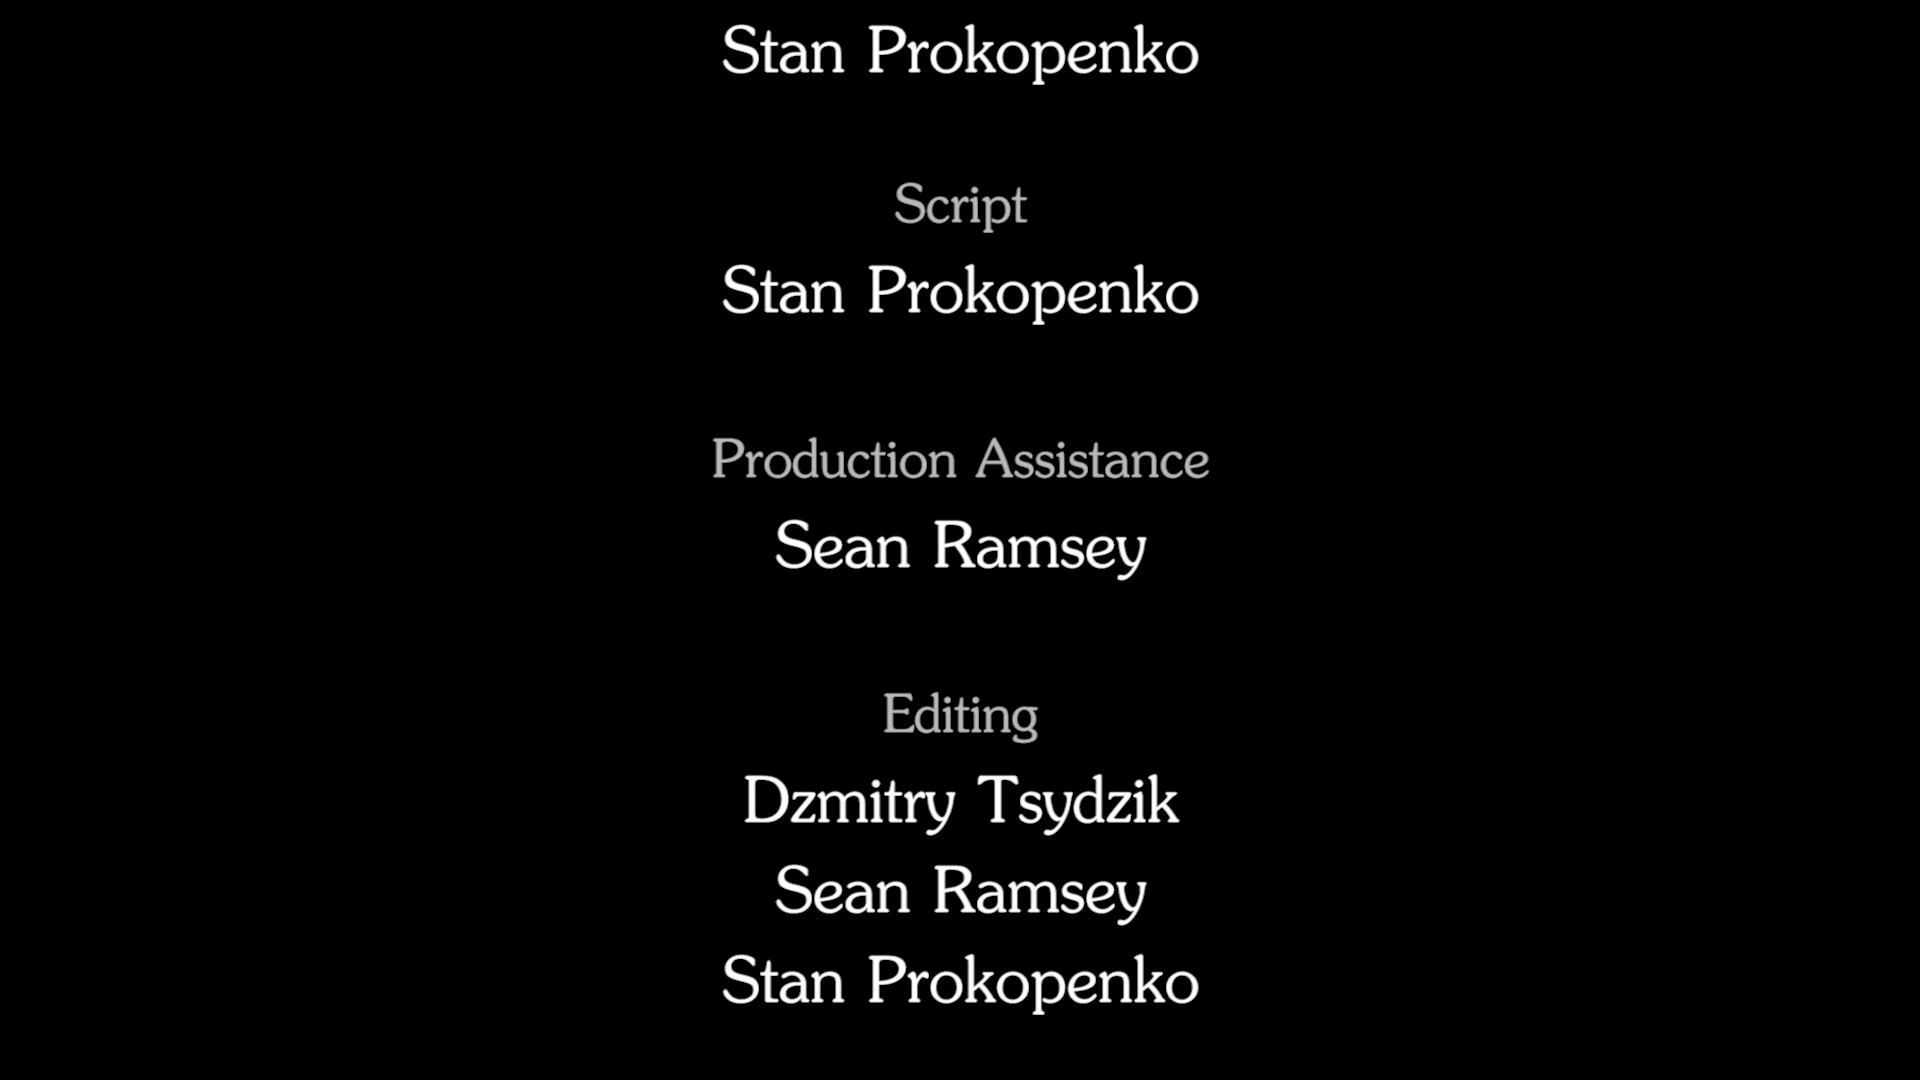 Stan Prokopenko
Script
Stan Prokopenko
Production Assistance
Sean Ramsey
Editing
Dzmitry Tsydzik
Sean Ramsey
Stan Prokopenko